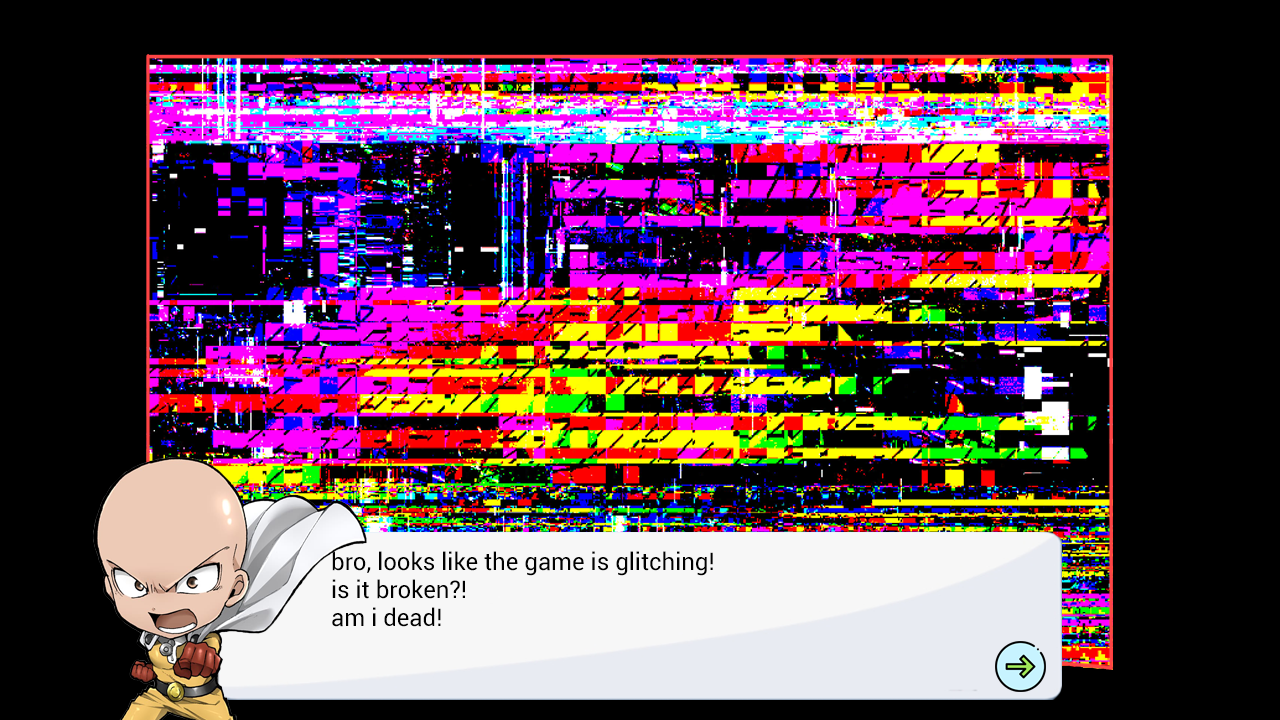 bro, looks like the game is glitching!
is it broken?!
am i dead!